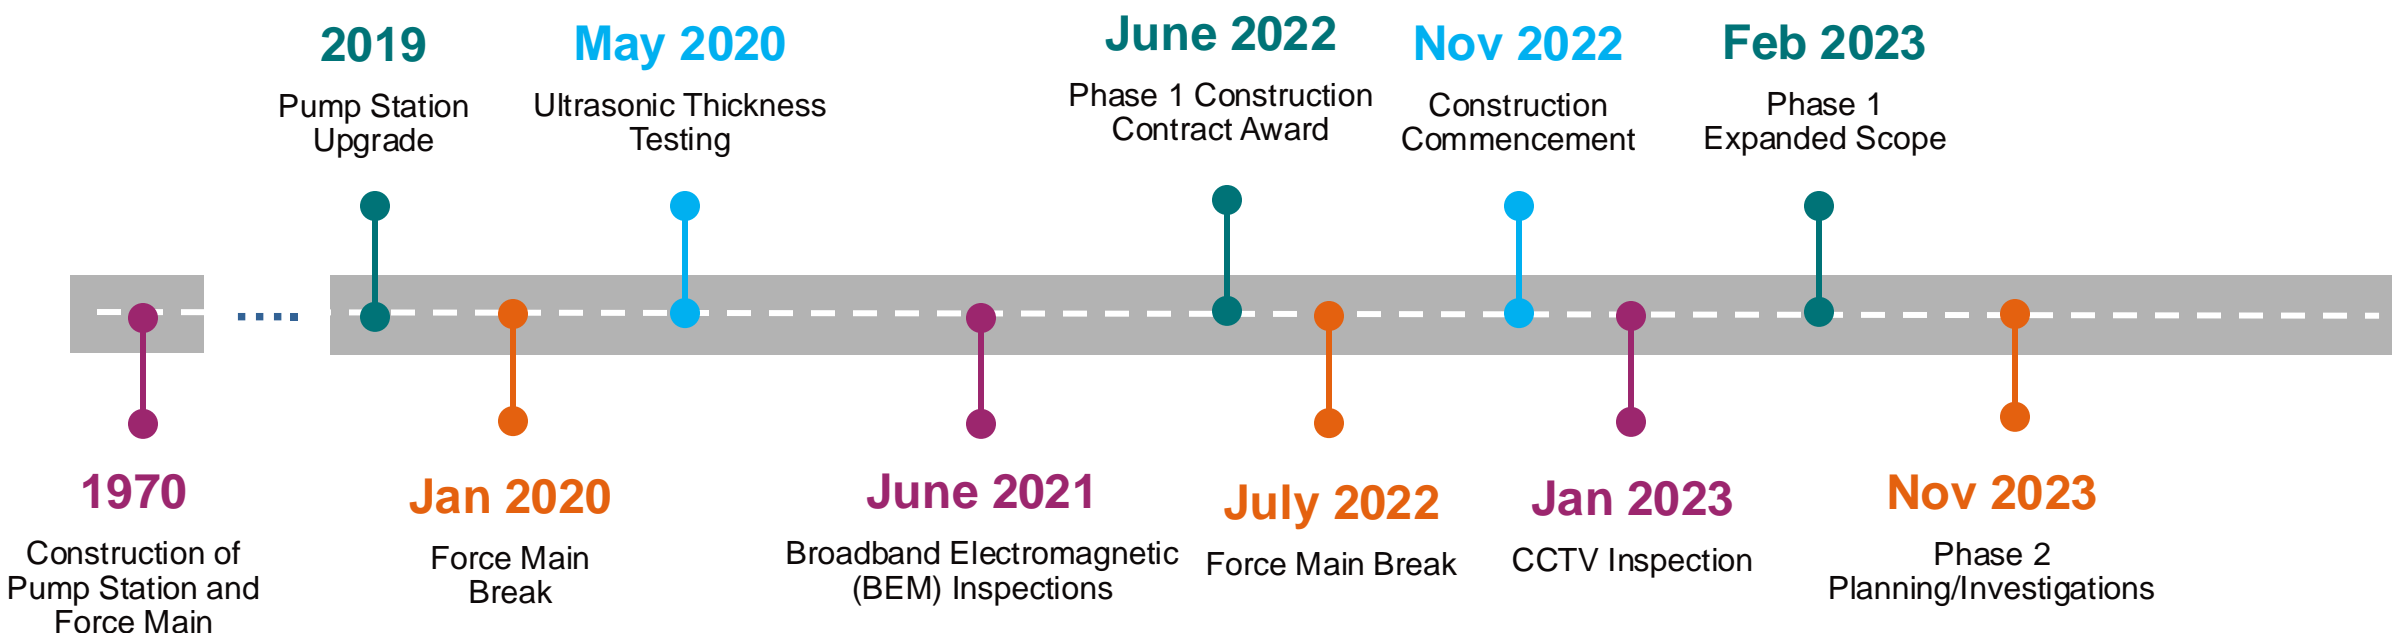 2019
Pump Station
Upgrade
May 2020
Ultrasonic Thickness
Testing
June 2022
Phase 1 Construction
Contract Award
Nov 2022
Construction
Commencement
Feb 2023
Phase 1
Expanded Scope
1970
Construction of
Pump Station and
Force Main
Jan 2020
Force Main
Break
June 2021
Broadband Electromagnetic
(BEM) Inspections
July 2022
Force Main Break
Jan 2023
CCTV Inspection
Nov 2023
Phase 2
Planning/Investigations